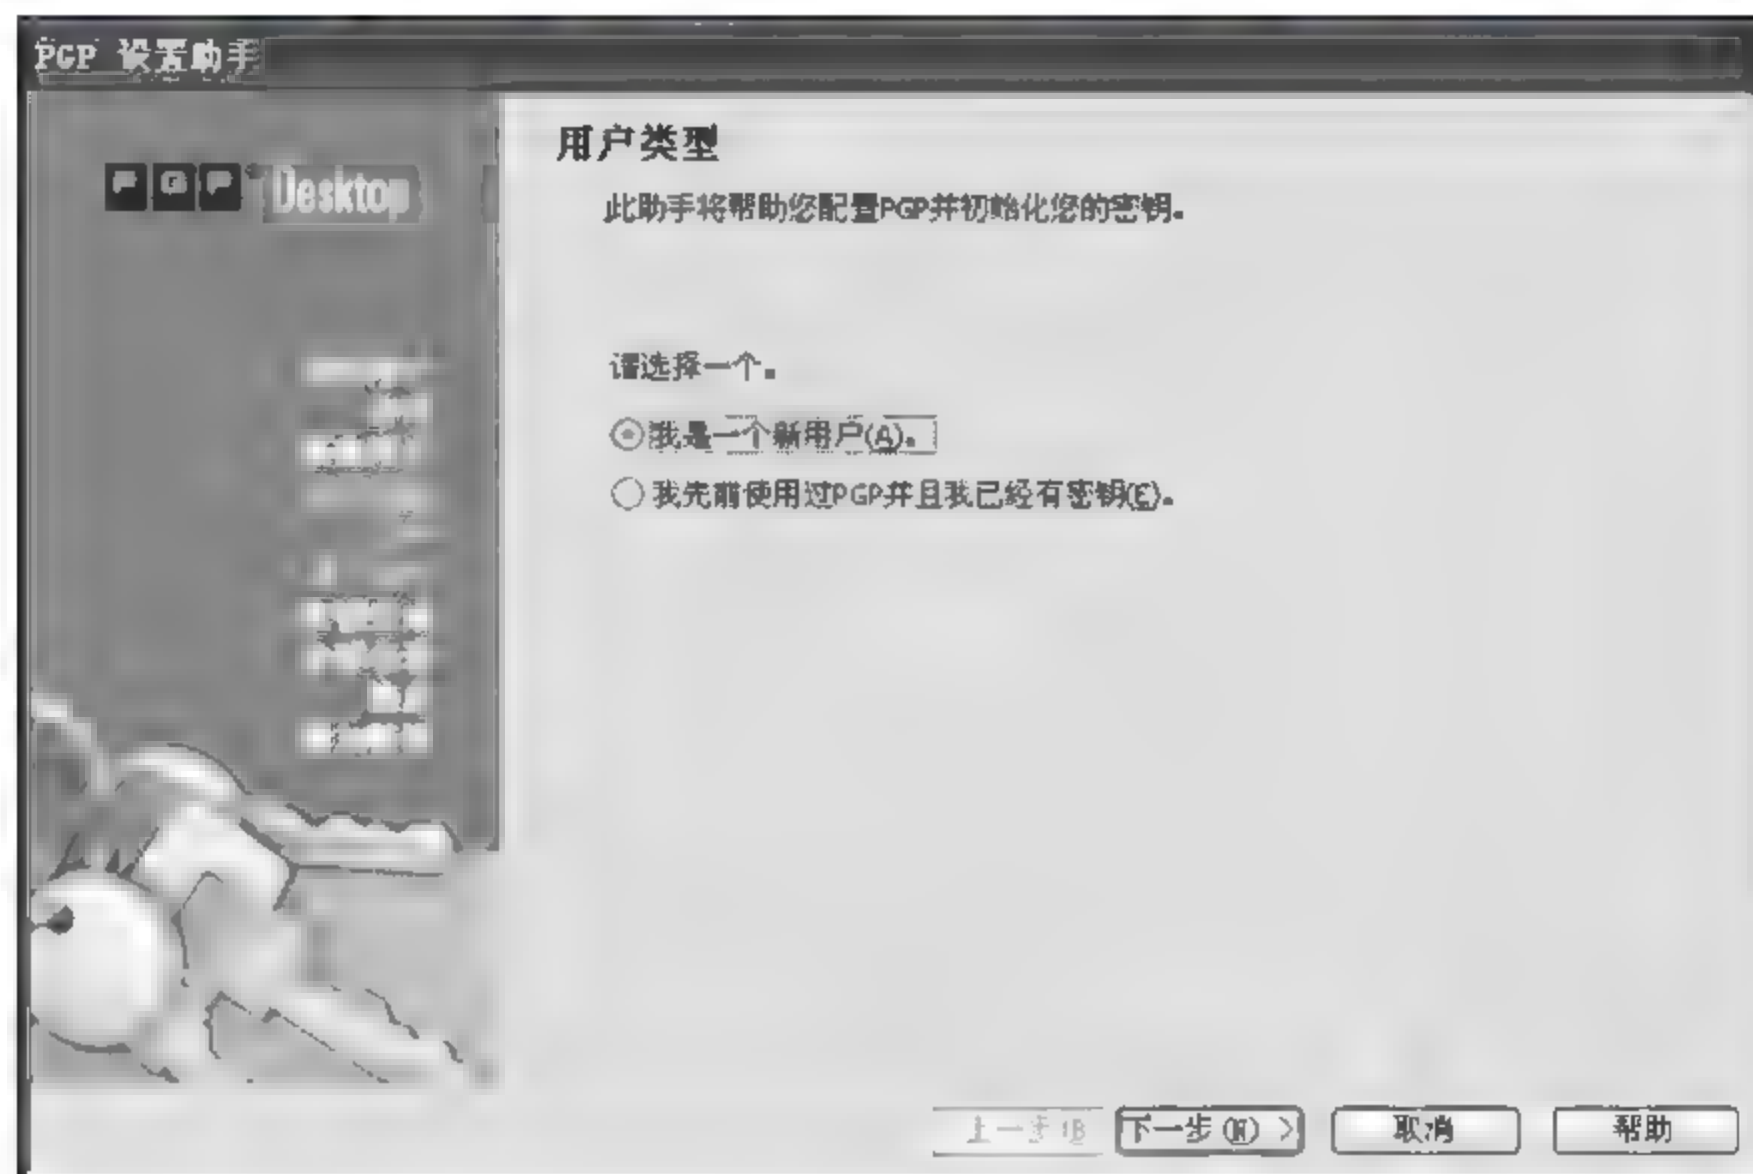 PGP 设置助手
PGP Desktop
用户类型
此助手将帮助您配置PGP并初始化您的密钥。
请选择一个。
我是一个新用户(A)。
我先前使用过PGP并且我已经有密钥(E)。
上一步(B
下一步(N) >
取消
帮助